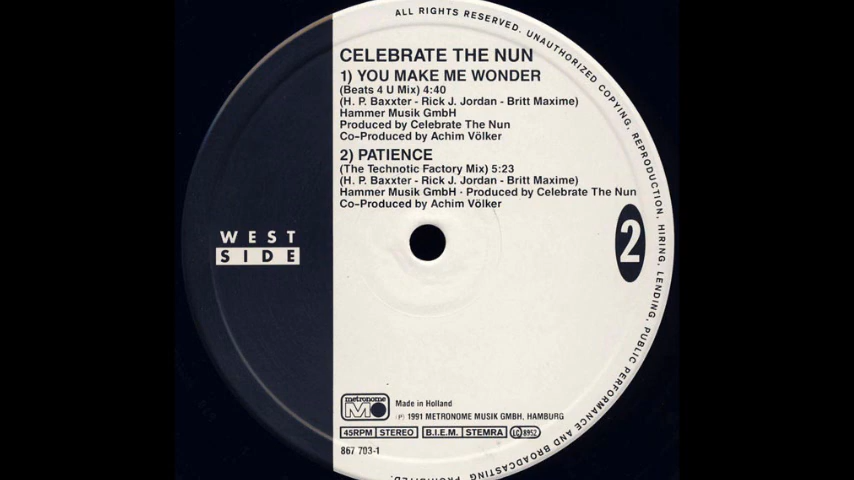 ALL RIGHTS RESERVED. UNAUTHORIZED COPYING, REPRODUCTION, HIRING, LENDING, PUBLIC PERFORMANCE AND BROADCASTING PROHIBITED.
CELEBRATE THE NUN
1) YOU MAKE ME WONDER
(Beats 4 U Mix) 4:40
(H. P. Baxxter - Rick J. Jordan - Britt Maxime)
Hammer Musik GmbH
Produced by Celebrate The Nun
Co-Produced by Achim Völker
2) PATIENCE
(The Technotic Factory Mix) 5:23
(H. P. Baxxter - Rick J. Jordan - Britt Maxime)
Hammer Musik GmbH · Produced by Celebrate The Nun
Co-Produced by Achim Völker
WEST
SIDE
2
metronome
Made in Holland
℗ 1991 METRONOME MUSIK GMBH, HAMBURG
45RPM STEREO B.I.E.M. STEMRA LC 8952
867 703-1